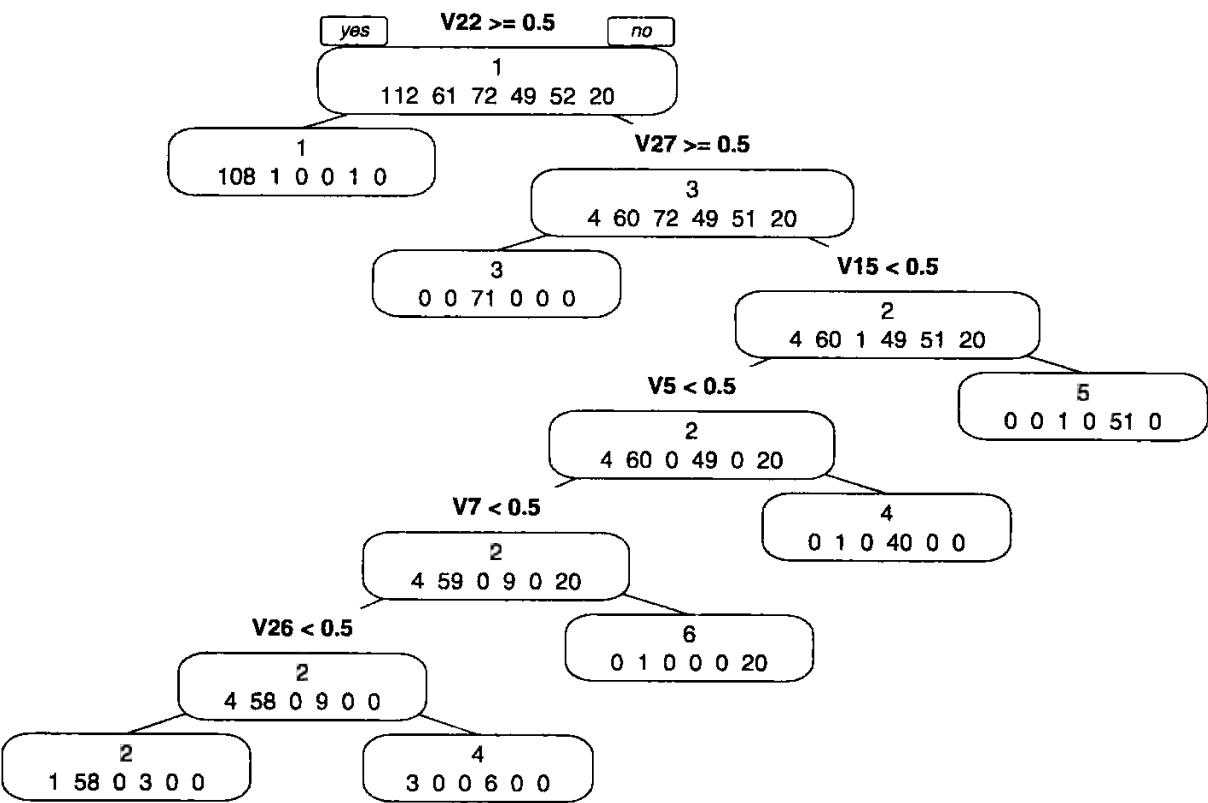 V22 >= 0.5
yes no
1
112 61 72 49 52 20
V27 >= 0.5
1
108 1 0 0 1 0
3
4 60 72 49 51 20
V15 < 0.5
3
0 0 71 0 0 0
2
4 60 1 49 51 20
V5 < 0.5
5
0 0 1 0 51 0
2
4 60 0 49 0 20
V7 < 0.5
4
0 1 0 40 0 0
2
4 59 0 9 0 20
V26 < 0.5
6
0 1 0 0 0 20
2
4 58 0 9 0 0
2
1 58 0 3 0 0
4
3 0 0 6 0 0